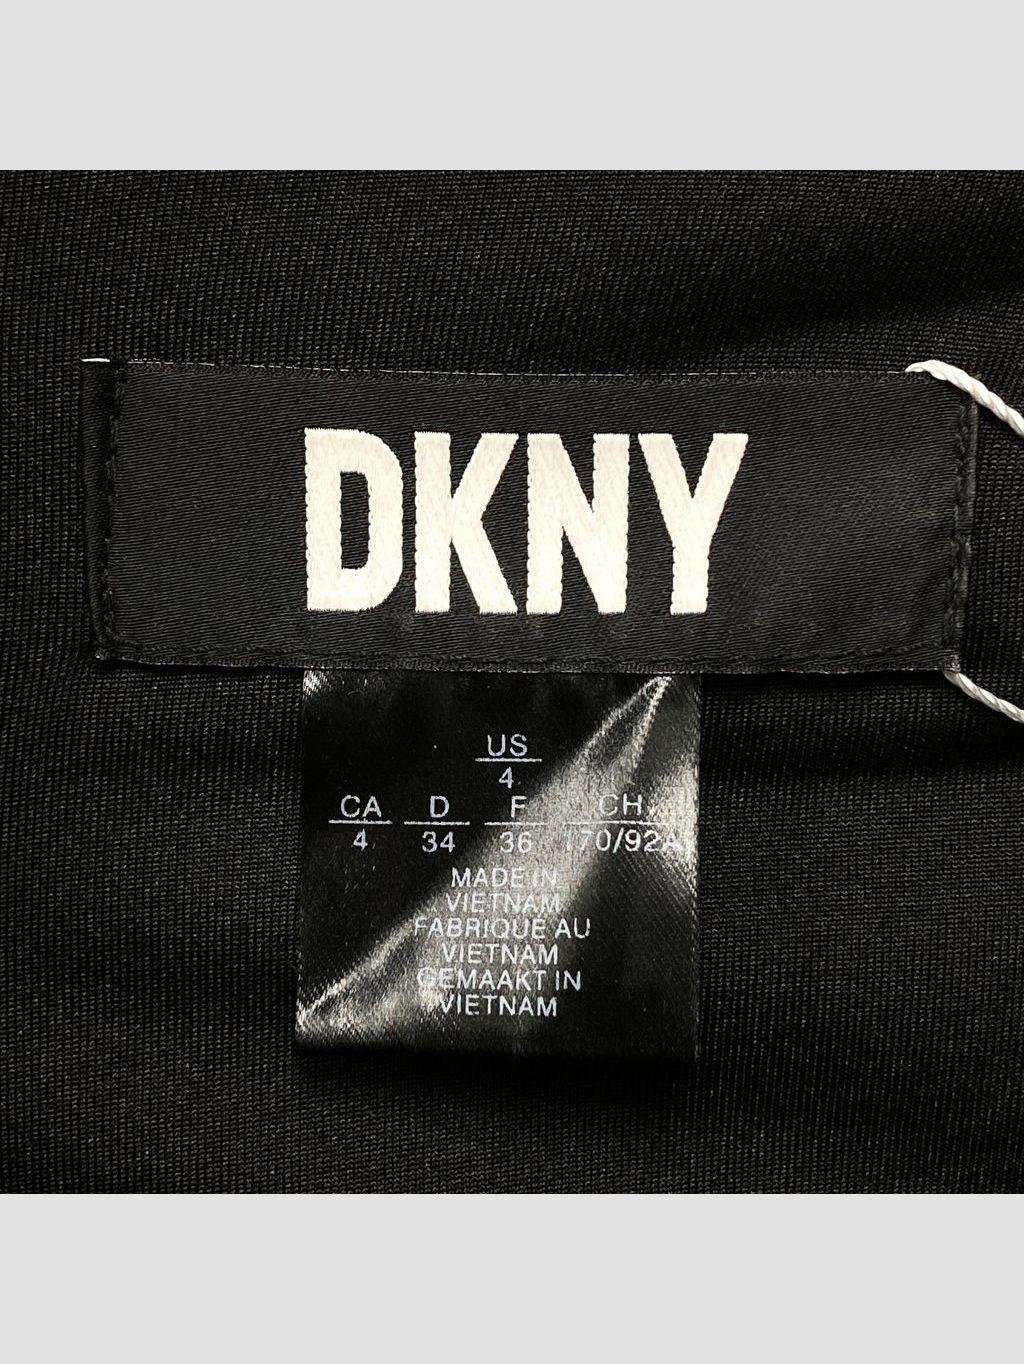 DKNY
US
4
CA D F CH
4 34 36 170/92A
MADE IN
VIETNAM
FABRIQUE AU
VIETNAM
GEMAAKT IN
VIETNAM